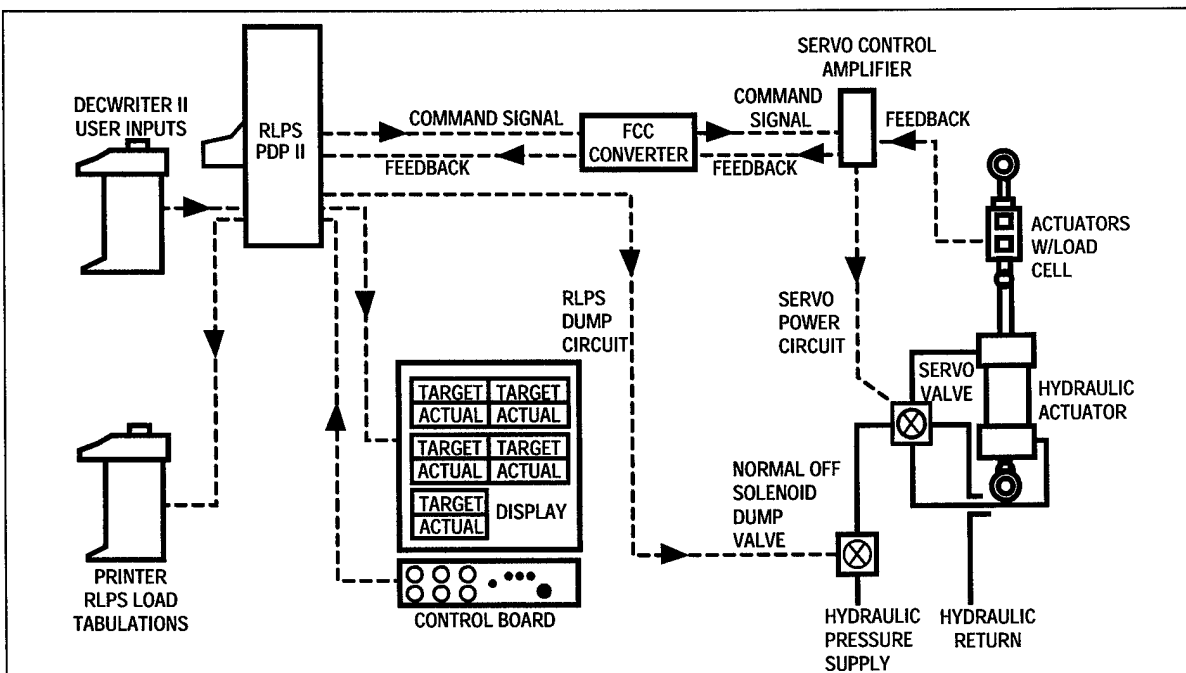 SERVO CONTROL
AMPLIFIER
DECWRITER II
USER INPUTS
RLPS
PDP II
COMMAND SIGNAL
FEEDBACK
FCC
CONVERTER
COMMAND
SIGNAL
FEEDBACK
FEEDBACK
ACTUATORS
W/LOAD
CELL
RLPS
DUMP
CIRCUIT
SERVO
POWER
CIRCUIT
SERVO
VALVE
HYDRAULIC
ACTUATOR
TARGET TARGET
ACTUAL ACTUAL
TARGET TARGET
ACTUAL ACTUAL
TARGET
ACTUAL
DISPLAY
NORMAL OFF
SOLENOID
DUMP
VALVE
PRINTER
RLPS LOAD
TABULATIONS
CONTROL BOARD
HYDRAULIC
PRESSURE
SUPPLY
HYDRAULIC
RETURN